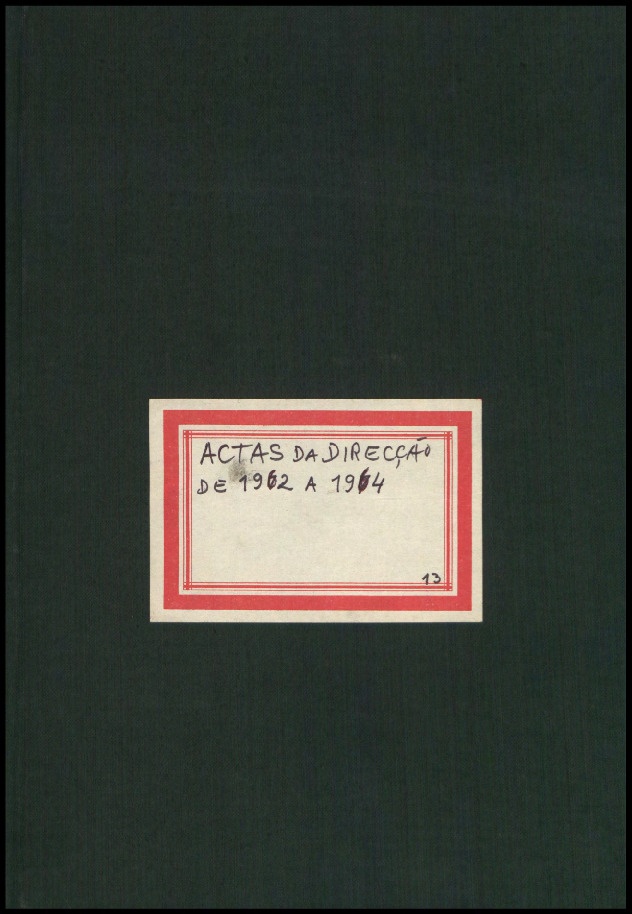 ACTAS DA DIRECÇÃO
DE 1962 A 1964
13